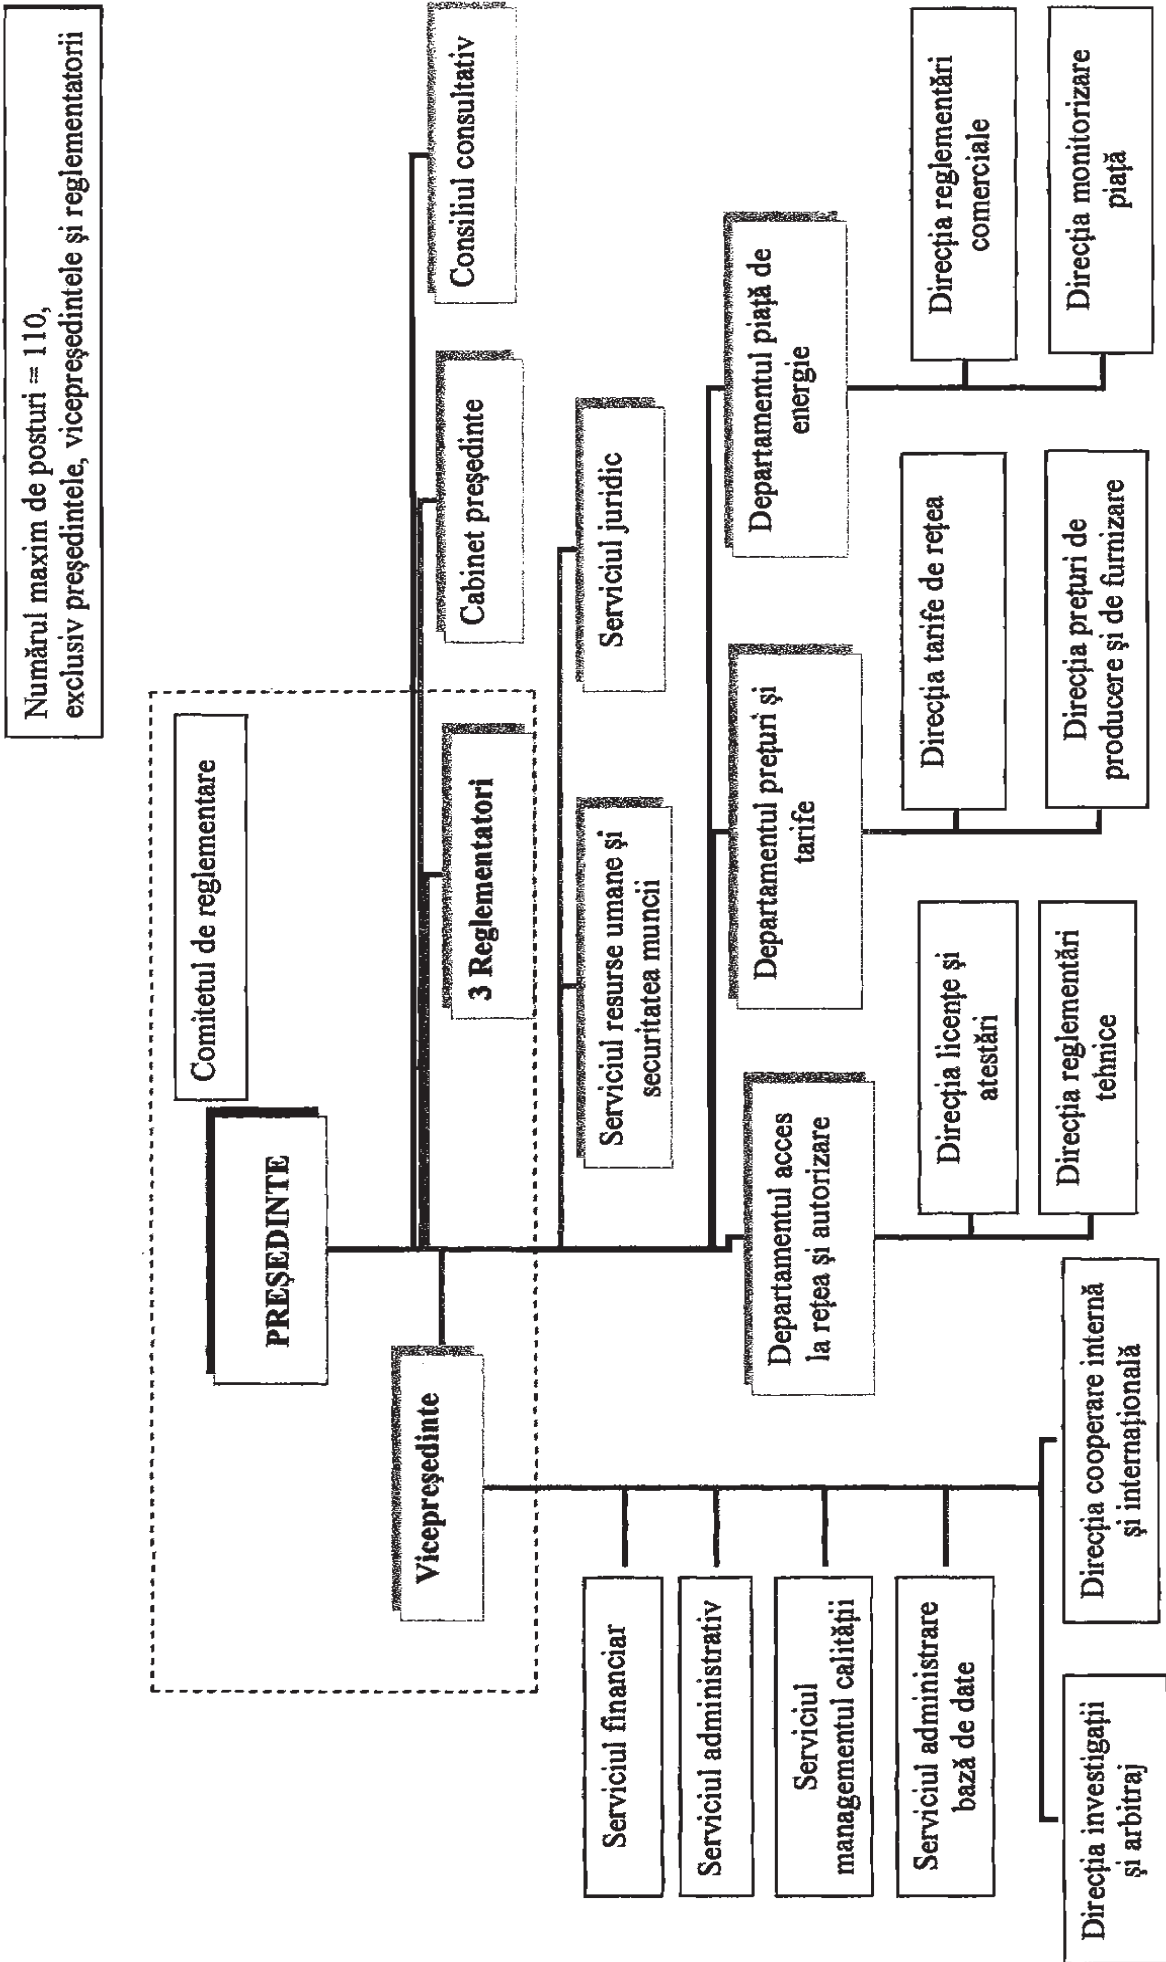 Numărul maxim de posturi = 110,
exclusiv președintele, vicepreședintele și reglementatorii
Comitetul de reglementare
PREȘEDINTE
Vicepreședinte
3 Reglementatori
Cabinet președinte
Consiliul consultativ
Serviciul resurse umane și
securitatea muncii
Serviciul juridic
Serviciul financiar
Serviciul administrativ
Serviciul
managementul calității
Serviciul administrare
bază de date
Departamentul acces
la rețea și autorizare
Departamentul prețuri și
tarife
Departamentul piață de
energie
Direcția licențe și
atestări
Direcția reglementări
tehnice
Direcția tarife de rețea
Direcția prețuri de
producere și de furnizare
Direcția reglementări
comerciale
Direcția monitorizare
piață
Direcția investigații
și arbitraj
Direcția cooperare internă
și internațională